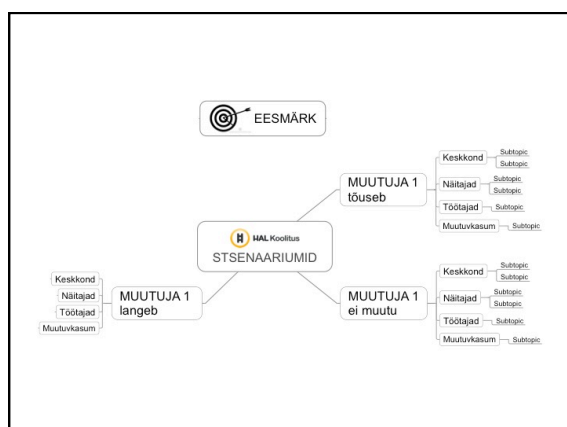 EESMÄRK
HAL Koolitus
STSENAARIUMID
MUUTUJA 1
tõuseb
Keskkond
Subtopic
Subtopic
Näitajad
Subtopic
Subtopic
Töötajad
Subtopic
Muutuvkasum
Subtopic
MUUTUJA 1
ei muutu
Keskkond
Subtopic
Subtopic
Näitajad
Subtopic
Subtopic
Töötajad
Subtopic
Muutuvkasum
Subtopic
MUUTUJA 1
langeb
Keskkond
Näitajad
Töötajad
Muutuvkasum